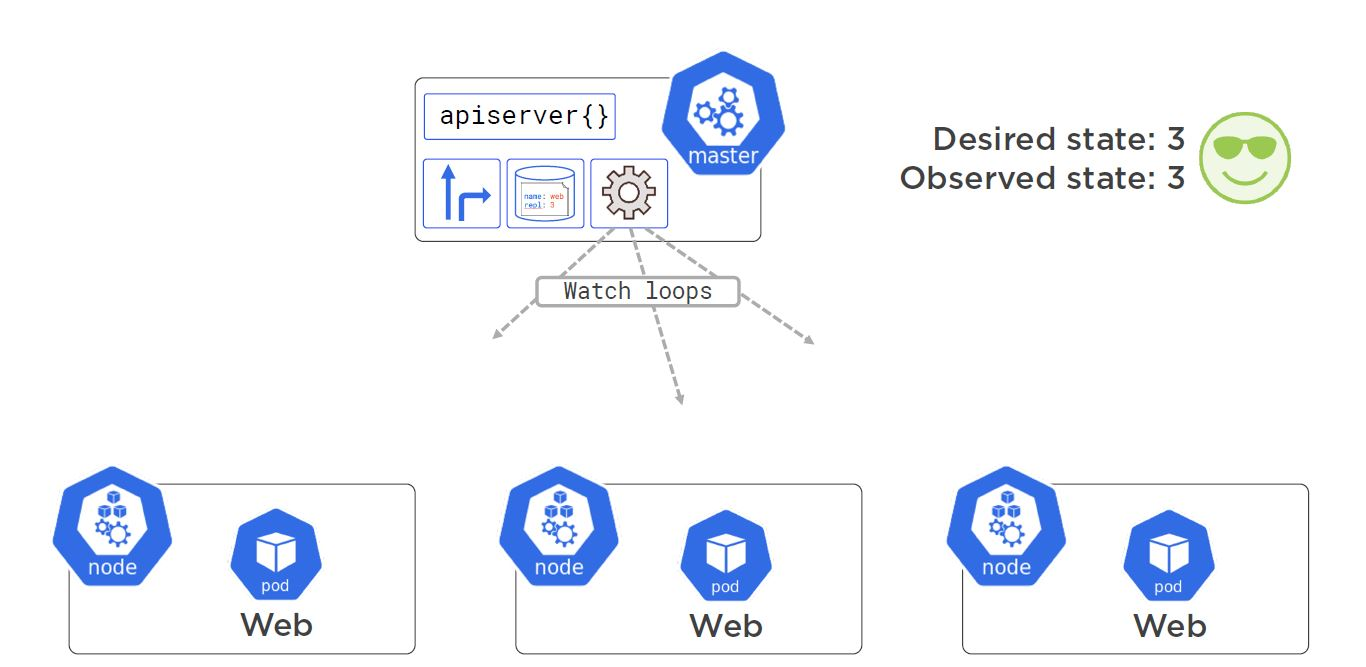 apiserver{}
master
name: web
repl: 3
Desired state: 3
Observed state: 3
Watch loops
node
pod
Web
node
pod
Web
node
pod
Web